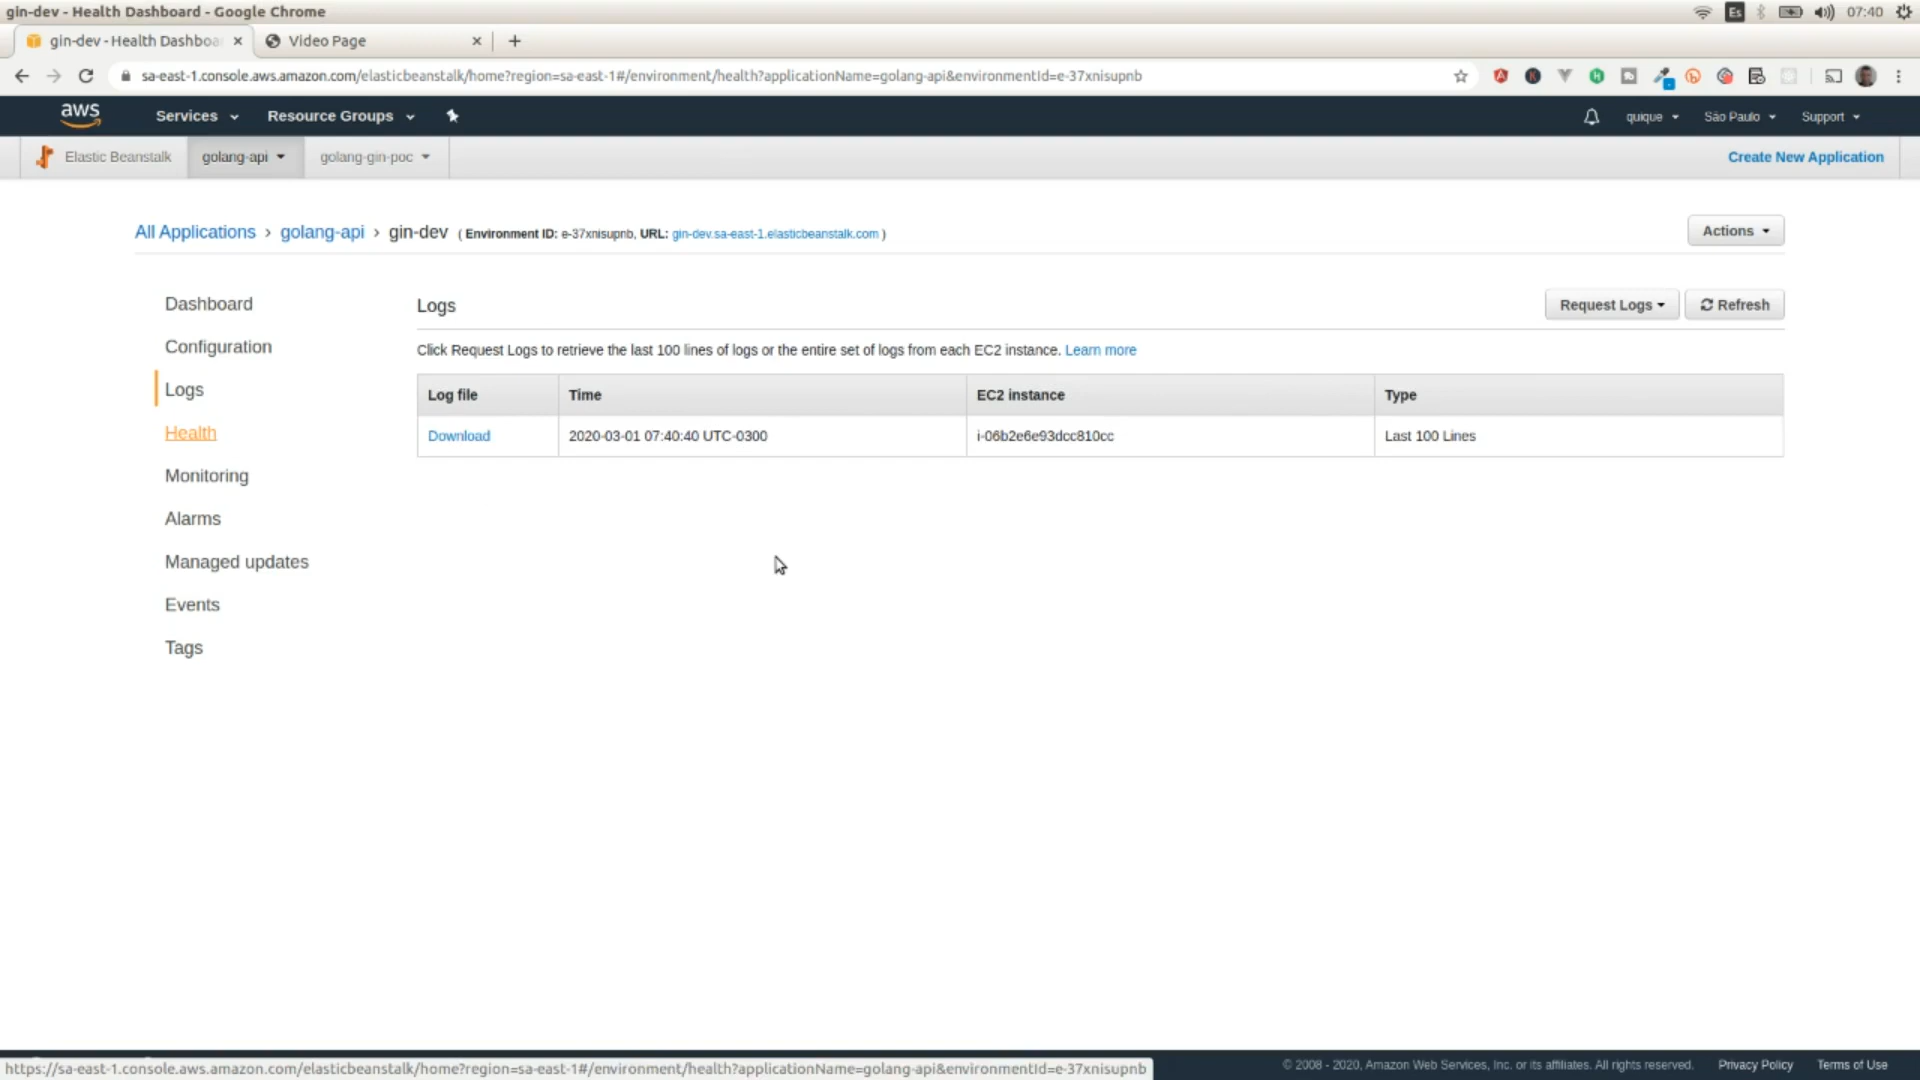 gin-dev - Health Dashboard - Google Chrome
Es
07:40
gin-dev - Health Dashboa
Video Page
sa-east-1.console.aws.amazon.com/elasticbeanstalk/home?region=sa-east-1#/environment/health?applicationName=golang-api&environmentId=e-37xnisupnb
aws
Services
Resource Groups
quique
São Paulo
Support
Elastic Beanstalk
golang-api
golang-gin-poc
Create New Application
All Applications › golang-api › gin-dev ( Environment ID: e-37xnisupnb, URL: gin-dev.sa-east-1.elasticbeanstalk.com )
Actions
Dashboard
Configuration
Logs
Health
Monitoring
Alarms
Managed updates
Events
Tags
Logs
Request Logs
Refresh
Click Request Logs to retrieve the last 100 lines of logs or the entire set of logs from each EC2 instance. Learn more
Log file Time EC2 instance Type
Download 2020-03-01 07:40:40 UTC-0300 i-06b2e6e93dcc810cc Last 100 Lines
https://sa-east-1.console.aws.amazon.com/elasticbeanstalk/home?region=sa-east-1#/environment/health?applicationName=golang-api&environmentId=e-37xnisupnb
© 2008 - 2020, Amazon Web Services, Inc. or its affiliates. All rights reserved.
Privacy Policy
Terms of Use